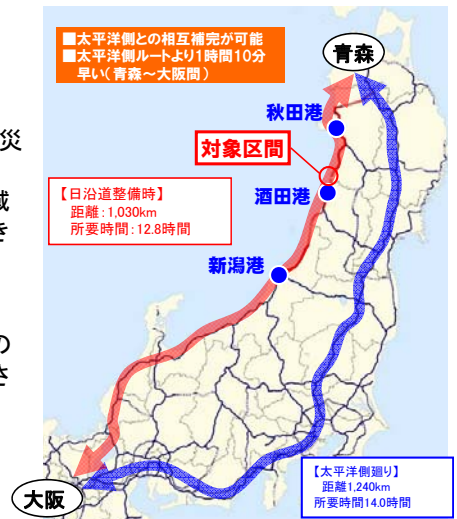 ■太平洋側との相互補完が可能
■太平洋側ルートより1時間10分
早い(青森～大阪間)
青森
秋田港
災
対象区間
【日沿道整備時】
距離:1,030km
所要時間:12.8時間
酒田港
き
新潟港
の
さ
大阪
【太平洋側廻り】
距離1,240km
所要時間14.0時間